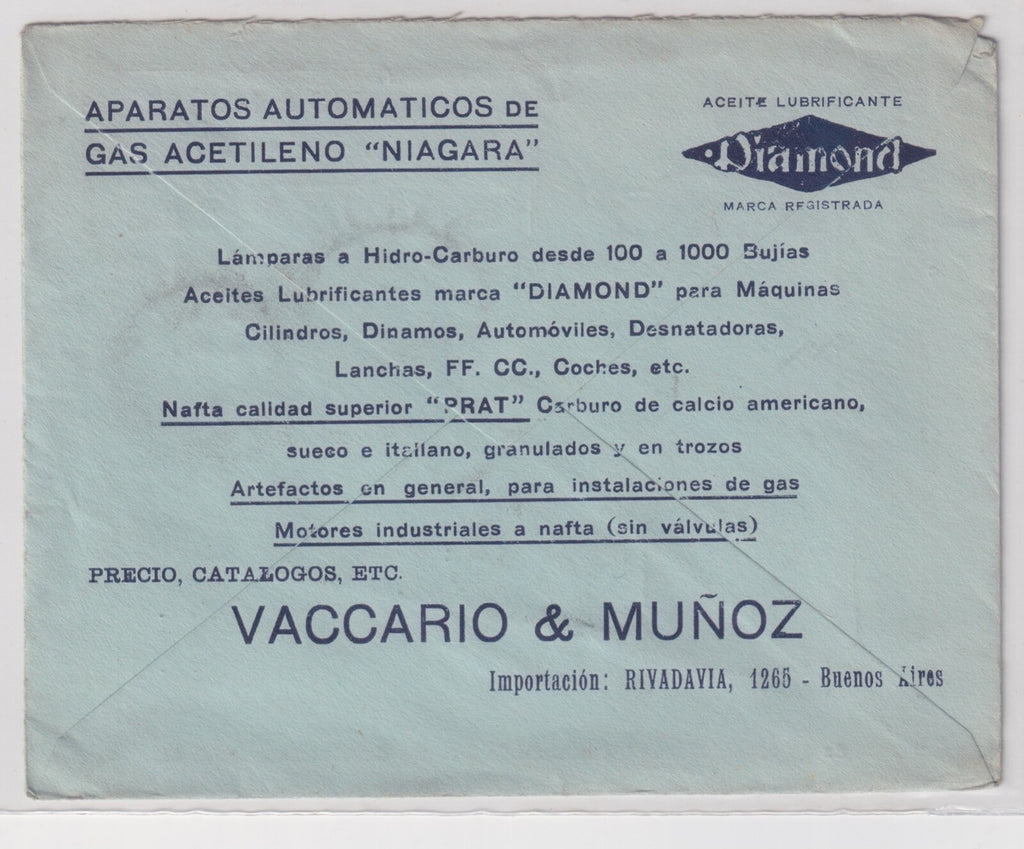 APARATOS AUTOMATICOS DE
GAS ACETILENO “NIAGARA”
ACEITE LUBRIFICANTE
Diamond
MARCA REGISTRADA
Lámparas a Hidro-Carburo desde 100 a 1000 Bujías
Aceites Lubrificantes marca “DIAMOND” para Máquinas
Cilindros, Dinamos, Automóviles, Desnatadoras,
Lanchas, FF. CC., Coches, etc.
Nafta calidad superior “PRAT” Carburo de calcio americano,
sueco e italiano, granulados y en trozos
Artefactos en general, para instalaciones de gas
Motores industriales a nafta (sin válvulas)
PRECIO, CATALOGOS, ETC.
VACCARIO & MUÑOZ
Importación: RIVADAVIA, 1265 - Buenos Aires